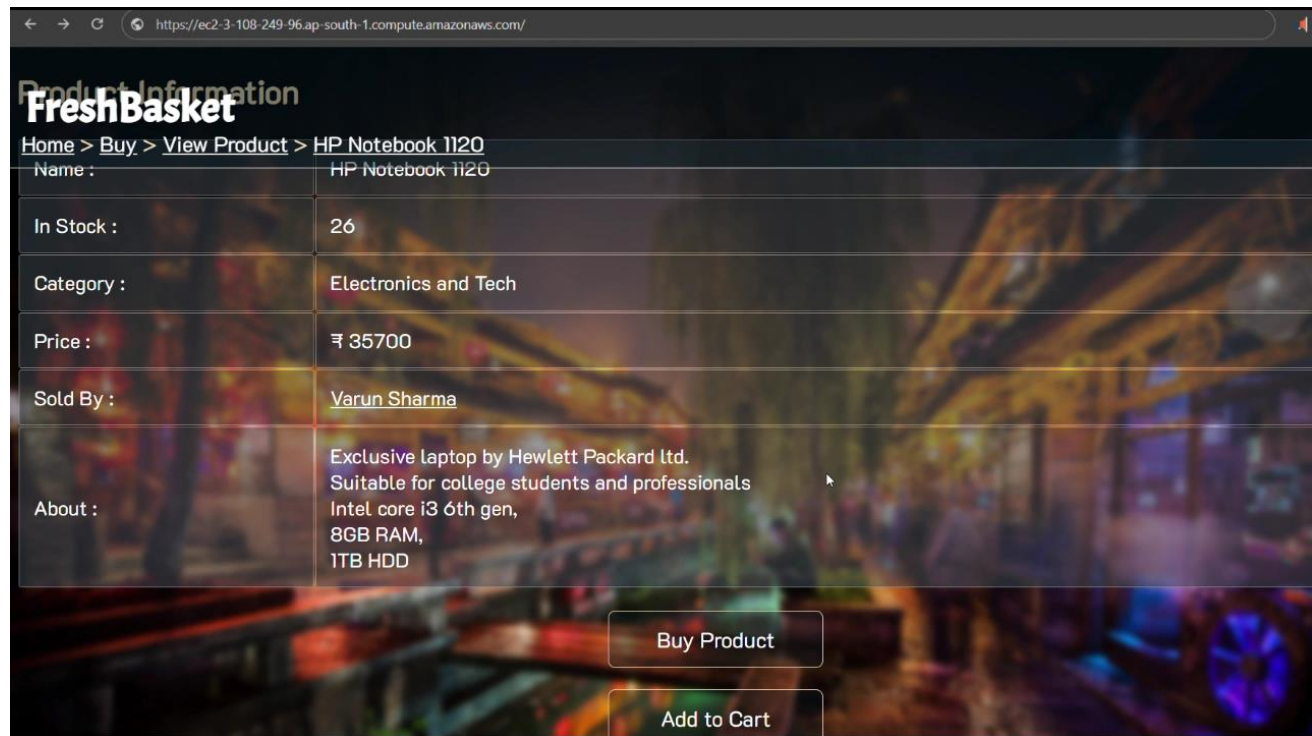 https://ec2-3-108-249-96.ap-south-1.compute.amazonaws.com/
Product Information
FreshBasket
Home > Buy > View Product > HP Notebook 1120
Name : HP Notebook 1120
In Stock : 26
Category : Electronics and Tech
Price : ₹ 35700
Sold By : Varun Sharma
About : Exclusive laptop by Hewlett Packard ltd.
Suitable for college students and professionals
Intel core i3 6th gen,
8GB RAM,
1TB HDD
Buy Product
Add to Cart